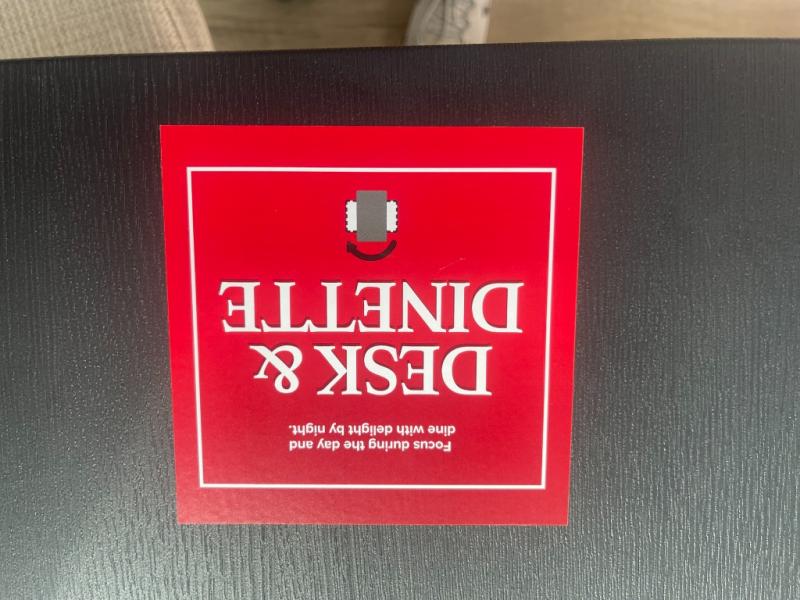 Focus during the day and
dine with delight by night.
DESK &
DINETTE